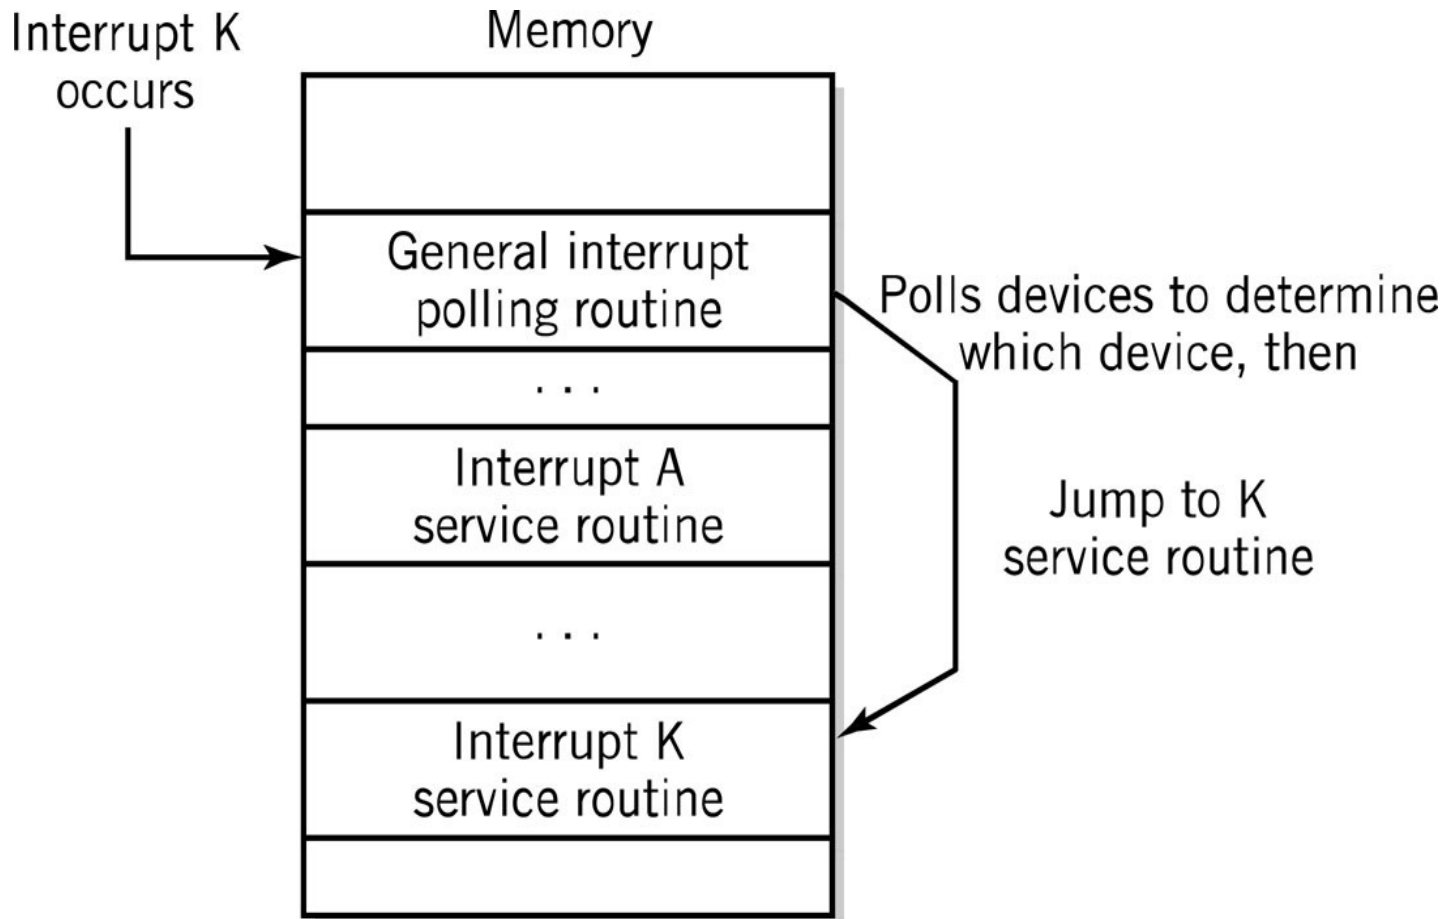 Interrupt K
occurs
Memory
General interrupt
polling routine
Polls devices to determine
which device, then
. . .
Interrupt A
service routine
Jump to K
service routine
. . .
Interrupt K
service routine